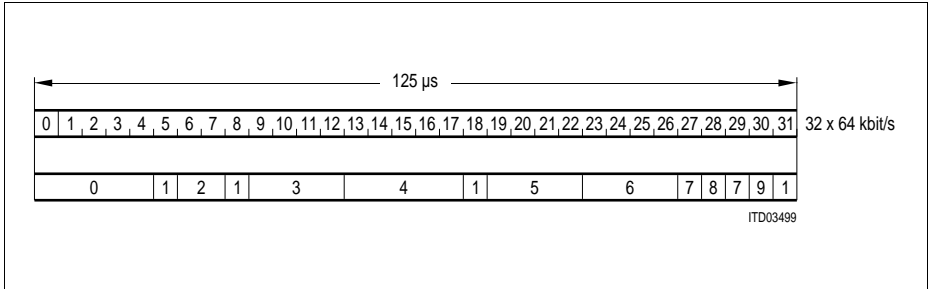 125 µs
0 1 2 3 4 5 6 7 8 9 10 11 12 13 14 15 16 17 18 19 20 21 22 23 24 25 26 27 28 29 30 31 32 x 64 kbit/s
0 1 2 1 3 4 1 5 6 7 8 7 9 1
ITD03499